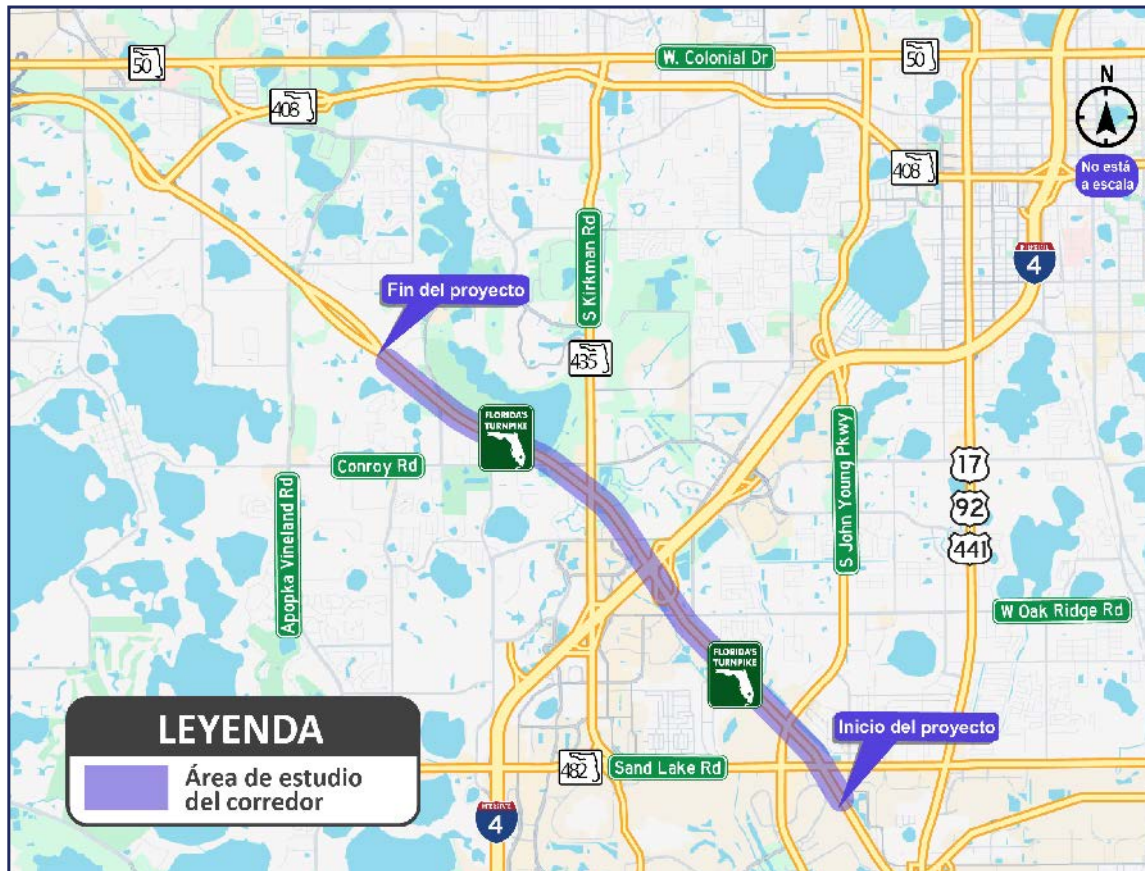 50
W. Colonial Dr
50
408
N
408
No está
a escala
S Kirkman Rd
4
Fin del proyecto
435
FLORIDA'S
TURNPIKE
Conroy Rd
Apopka Vineland Rd
S John Young Pkwy
17
92
441
W Oak Ridge Rd
FLORIDA'S
TURNPIKE
Inicio del proyecto
482
Sand Lake Rd
INTERSTATE
4
LEYENDA
Área de estudio
del corredor